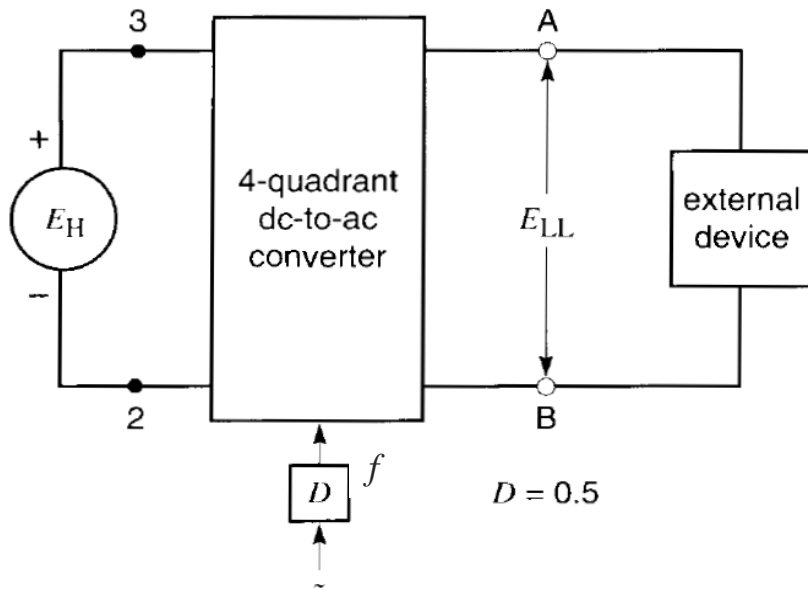 3
A
+
4-quadrant
dc-to-ac
converter
E_H
E_LL
external
device
−
2
B
D
f
D = 0.5